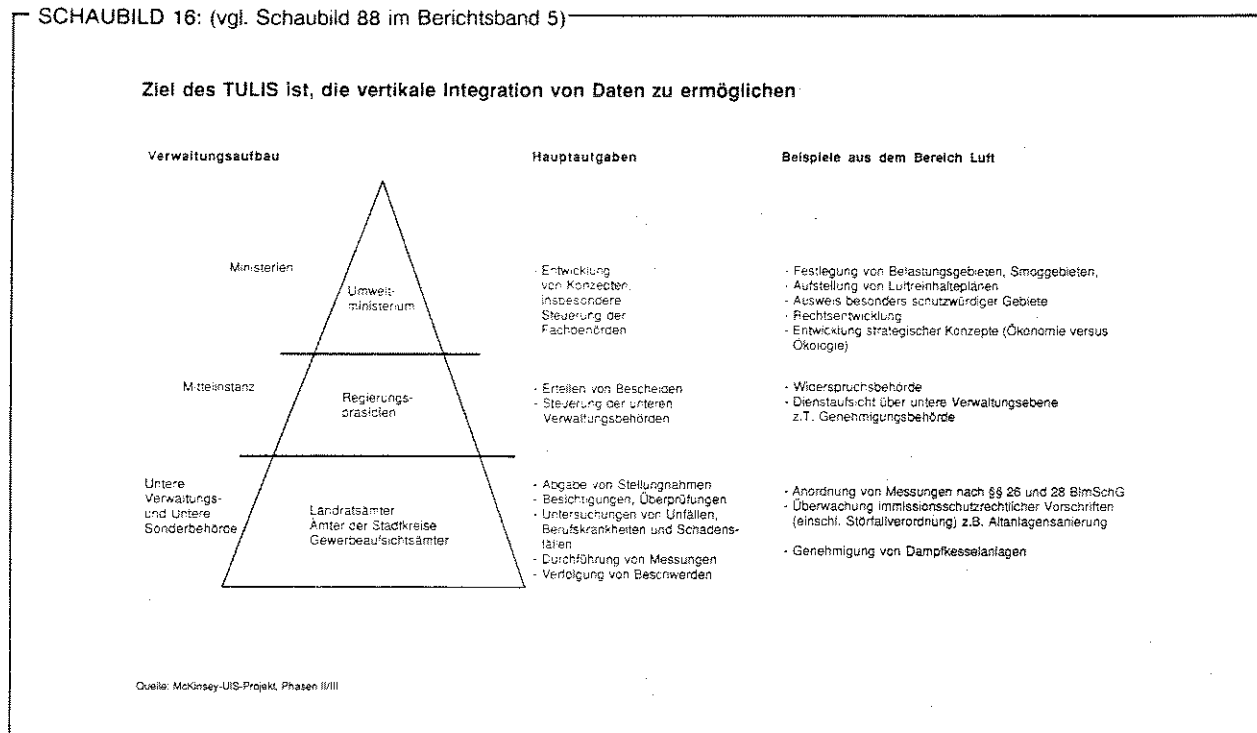 SCHAUBILD 16: (vgl. Schaubild 88 im Berichtsband 5)
Ziel des TULIS ist, die vertikale Integration von Daten zu ermöglichen
Verwaltungsaufbau
Hauptaufgaben
Beispiele aus dem Bereich Luft
Ministerien
Umwelt-
ministerium
- Entwicklung
von Konzepten,
insbesondere
Steuerung der
Fachbehörden
- Festlegung von Belastungsgebieten, Smoggebieten,
- Aufstellung von Luftreinhalteplänen
- Ausweis besonders schutzwürdiger Gebiete
- Rechtsentwicklung
- Entwicklung strategischer Konzepte (Ökonomie versus
Ökologie)
Mittelinstanz
Regierungs-
präsidien
- Erteilen von Bescheiden
- Steuerung der unteren
Verwaltungsbehörden
- Widerspruchsbehörde
- Dienstaufsicht über untere Verwaltungsebene
z.T. Genehmigungsbehörde
Untere
Verwaltungs-
und Untere
Sonderbehörde
Landratsämter
Ämter der Stadtkreise
Gewerbeaufsichtsämter
- Abgabe von Stellungnahmen
- Besichtigungen, Überprüfungen
- Untersuchungen von Unfällen,
Berufskrankheiten und Schadens-
fällen
- Durchführung von Messungen
- Verfolgung von Beschwerden
- Anordnung von Messungen nach §§ 26 und 28 BImSchG
- Überwachung immissionsschutzrechtlicher Vorschriften
(einschl. Störfallverordnung) z.B. Altanlagensanierung
- Genehmigung von Dampfkesselanlagen
Quelle: McKinsey-UIS-Projekt, Phasen II/III